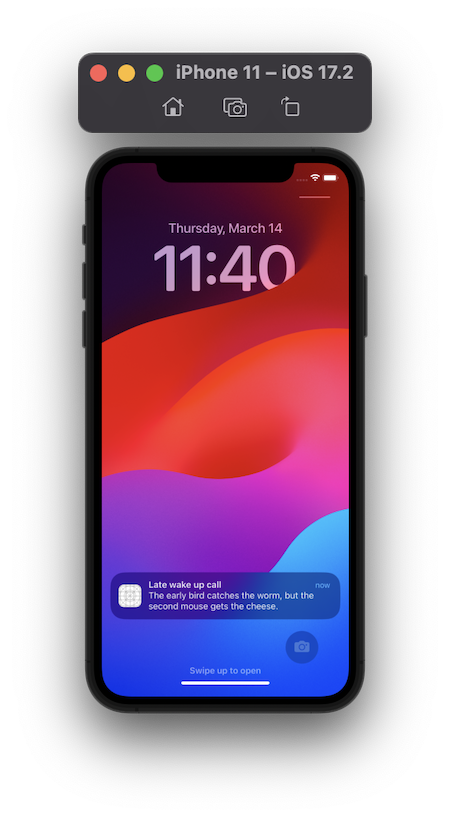 iPhone 11 – iOS 17.2
Thursday, March 14
11:40
Late wake up call
now
The early bird catches the worm, but the
second mouse gets the cheese.
Swipe up to open